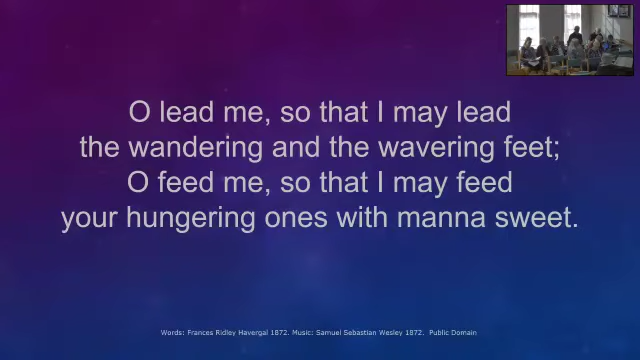 O lead me, so that I may lead
the wandering and the wavering feet;
O feed me, so that I may feed
your hungering ones with manna sweet.
Words: Frances Ridley Havergal 1872. Music: Samuel Sebastian Wesley 1872. Public Domain